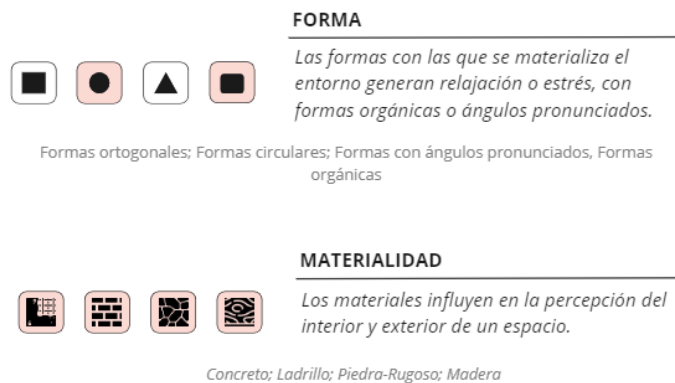 FORMA
Las formas con las que se materializa el
entorno generan relajación o estrés, con
formas orgánicas o ángulos pronunciados.
Formas ortogonales; Formas circulares; Formas con ángulos pronunciados, Formas
orgánicas
MATERIALIDAD
Los materiales influyen en la percepción del
interior y exterior de un espacio.
Concreto; Ladrillo; Piedra-Rugoso; Madera